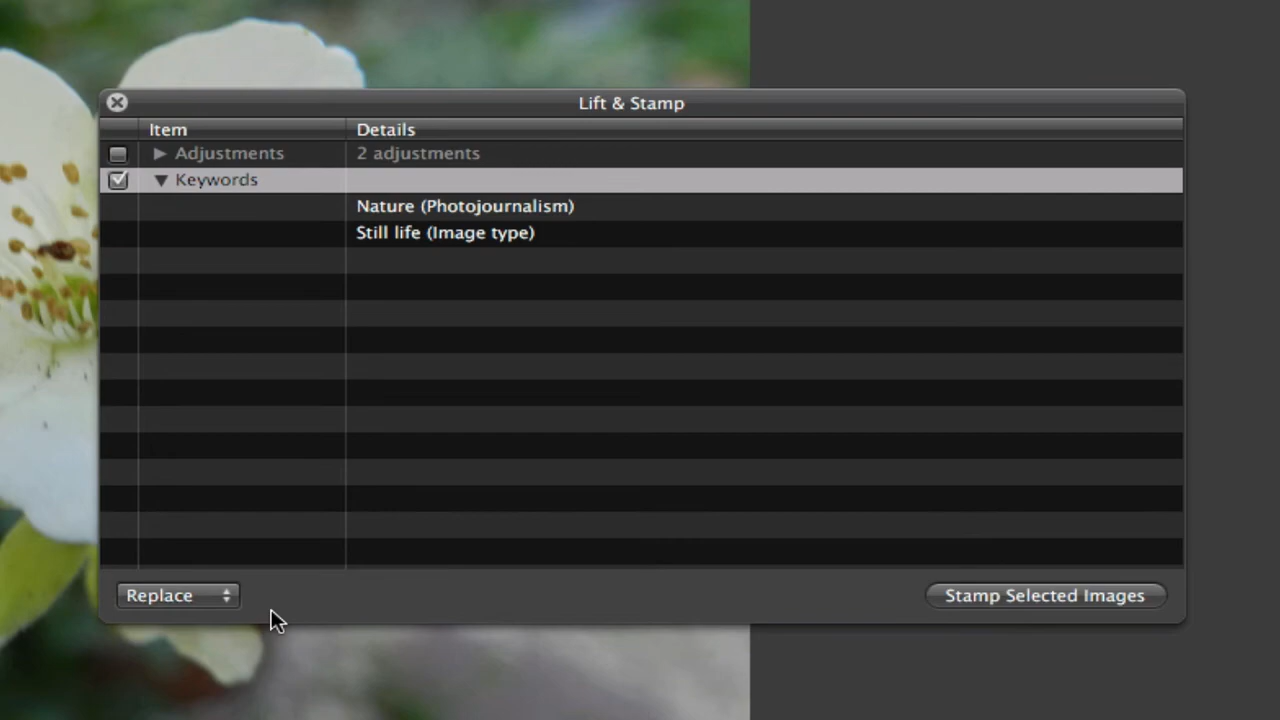 Lift & Stamp
Item Details
Adjustments 2 adjustments
Keywords
Nature (Photojournalism)
Still life (Image type)
Replace Stamp Selected Images